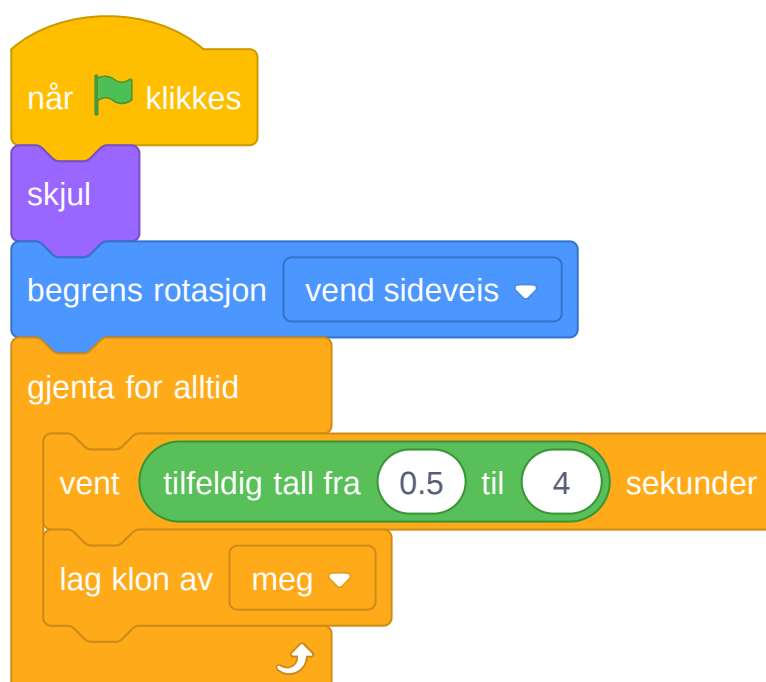 når klikkes
skjul
begrens rotasjon vend sideveis
gjenta for alltid
vent tilfeldig tall fra 0.5 til 4 sekunder
lag klon av meg